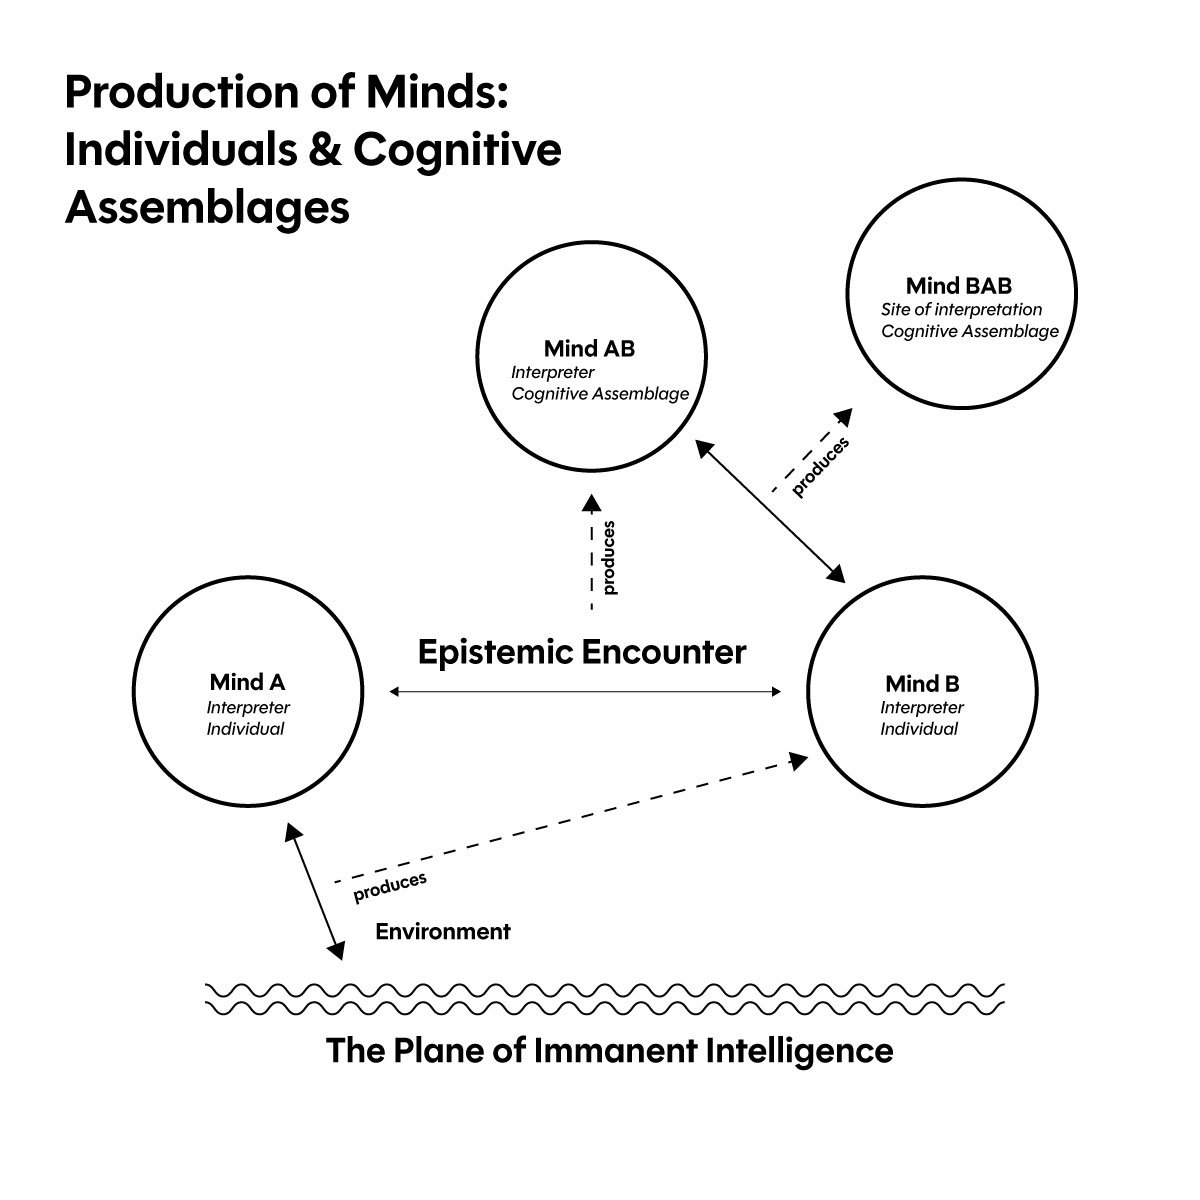 Production of Minds:
Individuals & Cognitive
Assemblages
Mind BAB
Site of interpretation
Cognitive Assemblage
Mind AB
Interpreter
Cognitive Assemblage
produces
produces
Epistemic Encounter
Mind A
Interpreter
Individual
Mind B
Interpreter
Individual
produces
Environment
The Plane of Immanent Intelligence